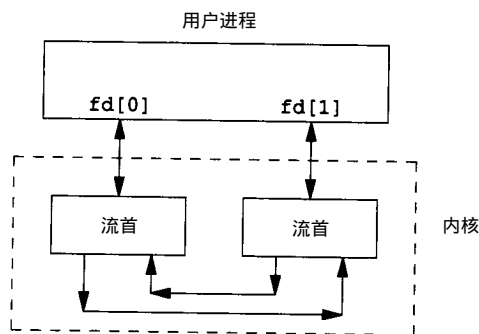 用户进程
fd[0]
fd[1]
流首
流首
内核